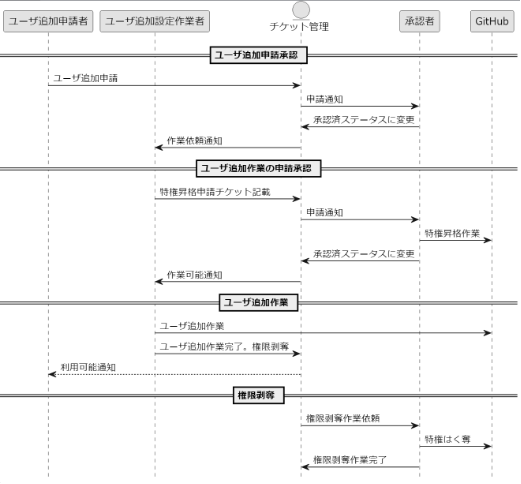 ユーザ追加申請者
ユーザ追加設定作業者
チケット管理
承認者
GitHub
ユーザ追加申請承認
ユーザ追加申請
申請通知
承認済ステータスに変更
作業依頼通知
ユーザ追加作業の申請承認
特権昇格申請チケット記載
申請通知
特権昇格作業
承認済ステータスに変更
作業可能通知
ユーザ追加作業
ユーザ追加作業
ユーザ追加作業完了。権限剥奪
利用可能通知
権限剥奪
権限剥奪作業依頼
特権はく奪
権限剥奪作業完了